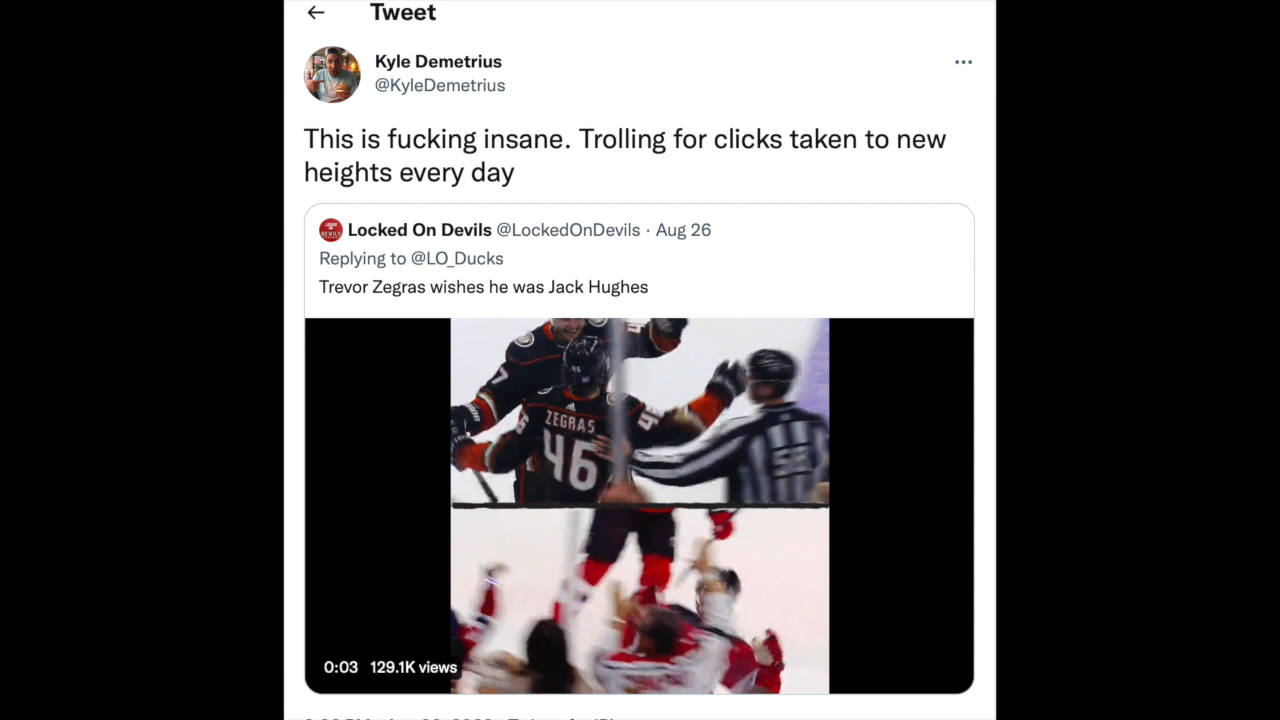 Tweet
Kyle Demetrius
@KyleDemetrius
This is fucking insane. Trolling for clicks taken to new
heights every day
Locked On Devils @LockedOnDevils · Aug 26
Replying to @LO_Ducks
Trevor Zegras wishes he was Jack Hughes
ZEGRAS
46
0:03 129.1K views